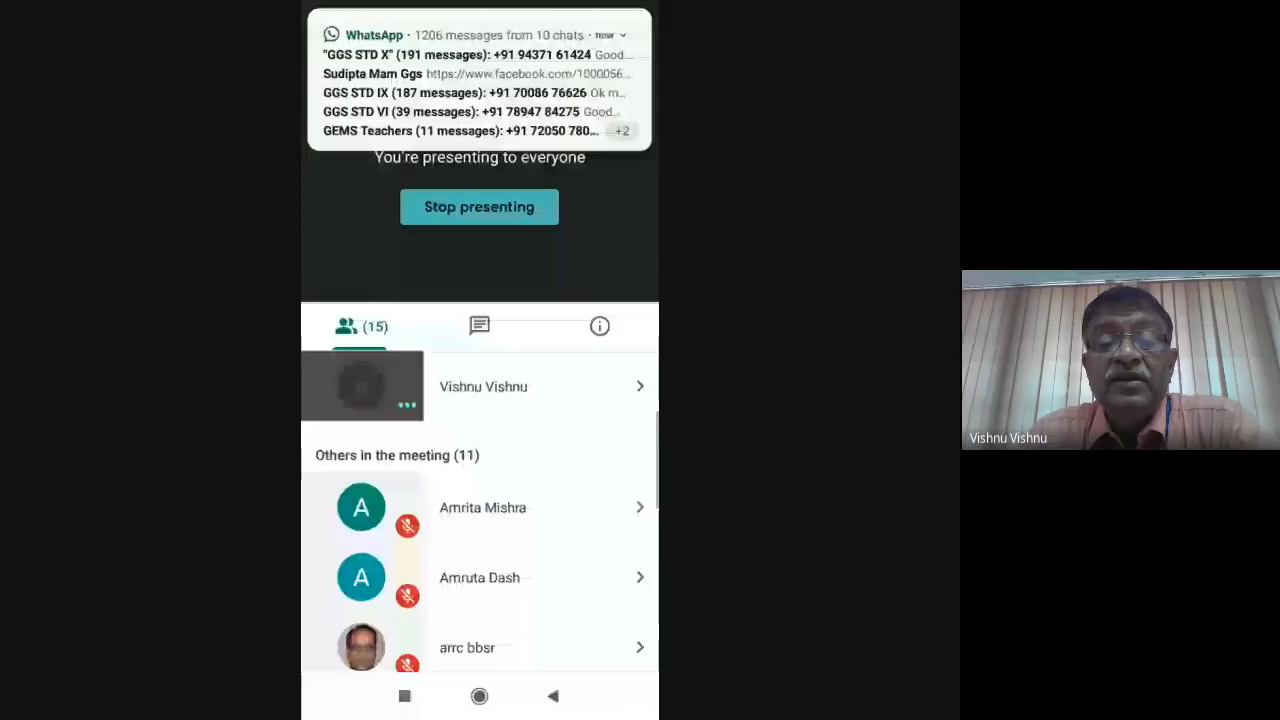 WhatsApp • 1206 messages from 10 chats • new
"GGS STD X" (191 messages): +91 94371 61424 Good...
Sudipta Mam Ggs https://www.facebook.com/1000056...
GGS STD IX (187 messages): +91 70086 76626 Ok m...
GGS STD VI (39 messages): +91 78947 84275 Good...
GEMS Teachers (11 messages): +91 72050 780... +2
You're presenting to everyone
Stop presenting
(15)
Vishnu Vishnu
Others in the meeting (11)
A Amrita Mishra
A Amruta Dash
arrc bbsr
Vishnu Vishnu